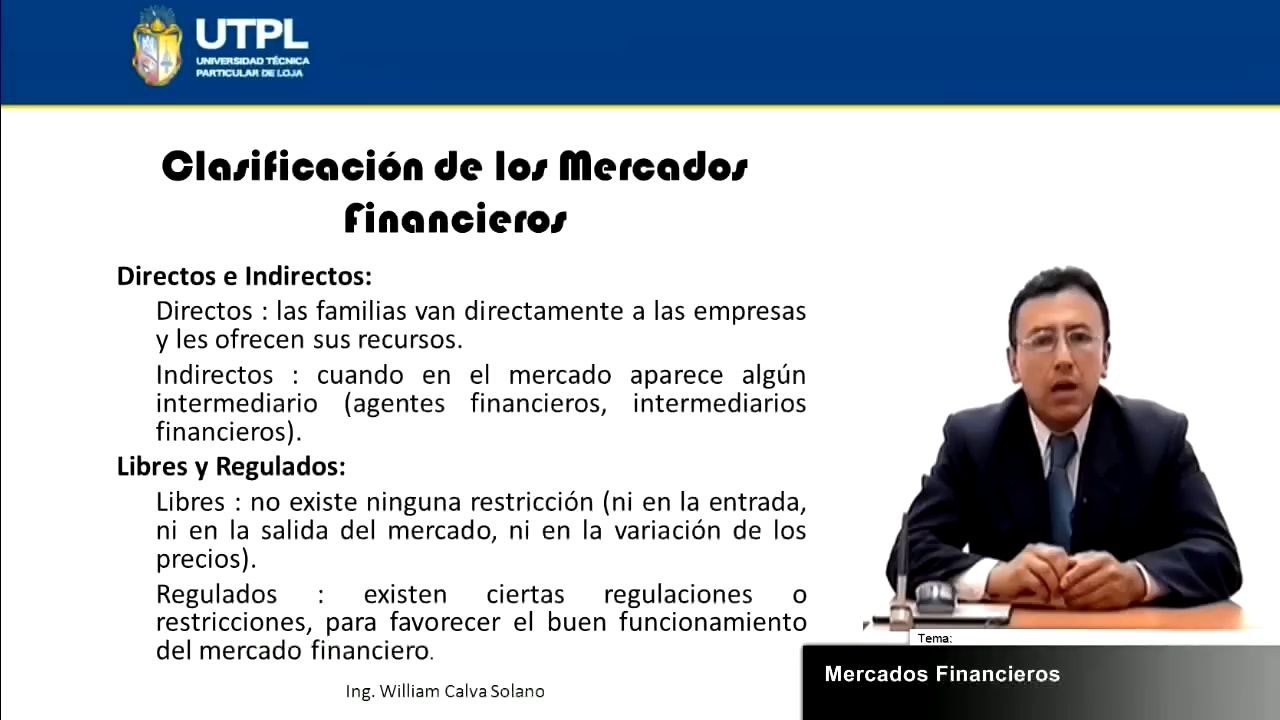 UTPL
UNIVERSIDAD TÉCNICA
PARTICULAR DE LOJA
Clasificación de los Mercados
Financieros
Directos e Indirectos:
Directos : las familias van directamente a las empresas
y les ofrecen sus recursos.
Indirectos : cuando en el mercado aparece algún
intermediario (agentes financieros, intermediarios
financieros).
Libres y Regulados:
Libres : no existe ninguna restricción (ni en la entrada,
ni en la salida del mercado, ni en la variación de los
precios).
Regulados : existen ciertas regulaciones o
restricciones, para favorecer el buen funcionamiento
del mercado financiero.
Ing. William Calva Solano
Tema:
Mercados Financieros